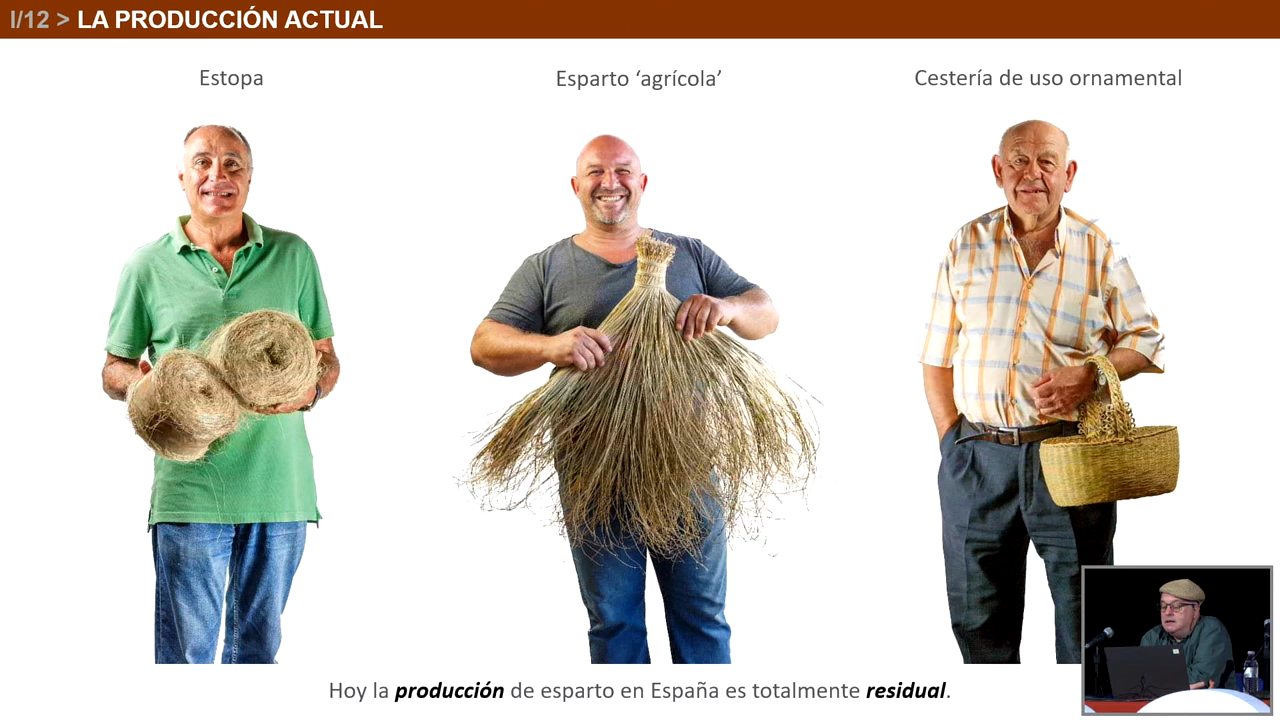 I/12 > LA PRODUCCIÓN ACTUAL
Estopa
Esparto ‘agrícola’
Cestería de uso ornamental
Hoy la producción de esparto en España es totalmente residual.